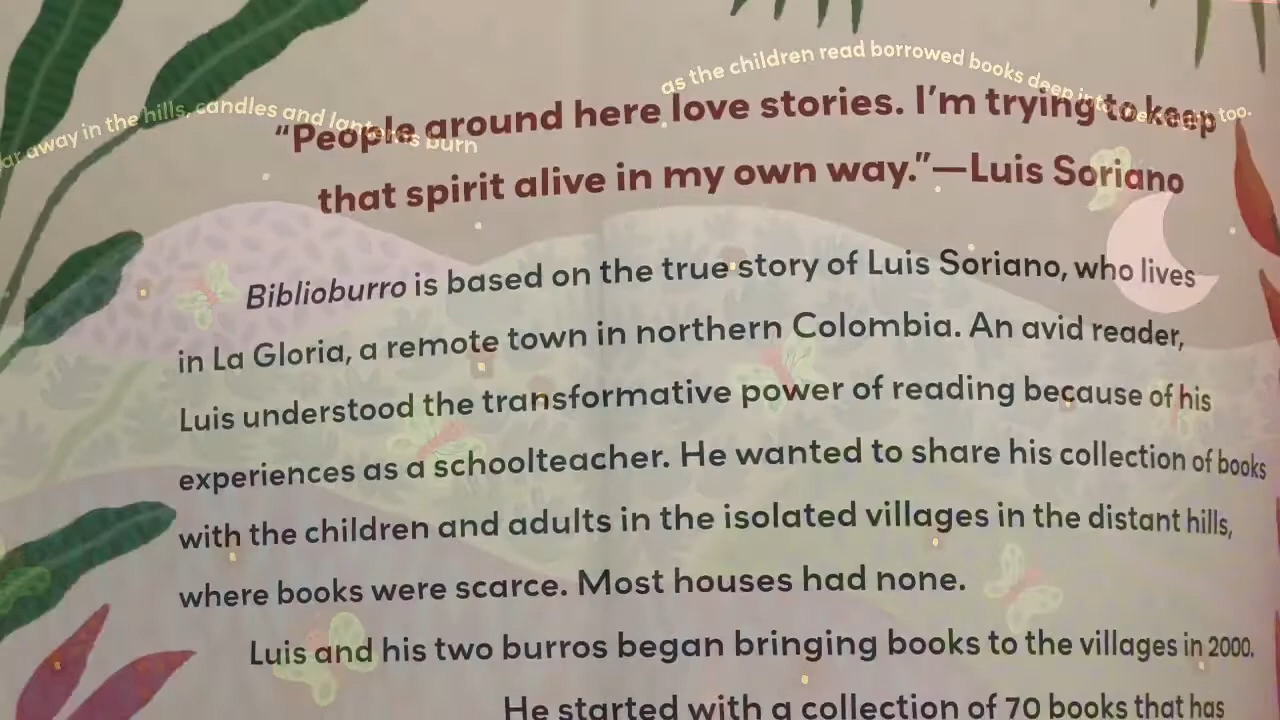 ar away in the hills, candles and lanterns burn
as the children read borrowed books deep into too.
“People around here love stories. I’m trying to keep
that spirit alive in my own way.”—Luis Soriano
Biblioburro is based on the true story of Luis Soriano, who lives
in La Gloria, a remote town in northern Colombia. An avid reader,
Luis understood the transformative power of reading because of his
experiences as a schoolteacher. He wanted to share his collection of books
with the children and adults in the isolated villages in the distant hills,
where books were scarce. Most houses had none.
Luis and his two burros began bringing books to the villages in 2000.
He started with a collection of 70 books that has